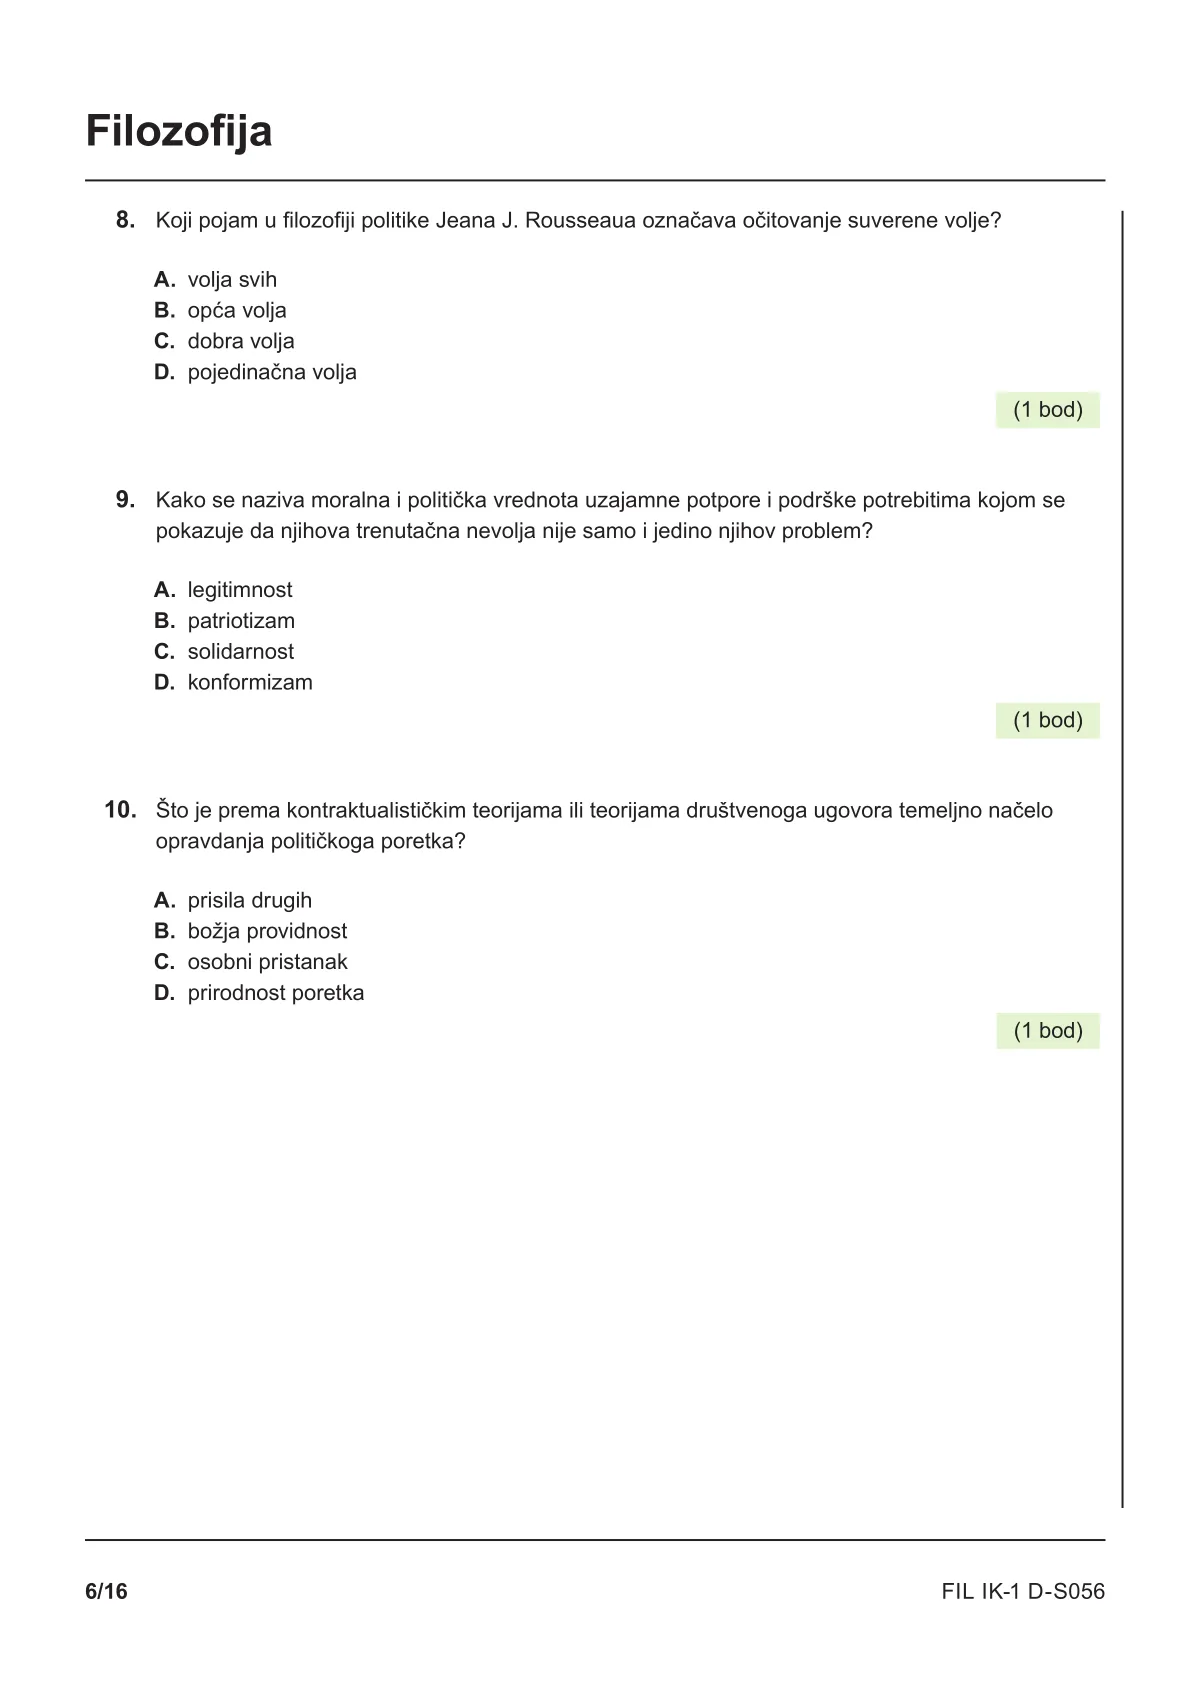 Filozofija
8. Koji pojam u filozofiji politike Jeana J. Rousseaua označava očitovanje suverene volje?
A. volja svih
B. opća volja
C. dobra volja
D. pojedinačna volja
(1 bod)
9. Kako se naziva moralna i politička vrednota uzajamne potpore i podrške potrebitima kojom se
pokazuje da njihova trenutačna nevolja nije samo i jedino njihov problem?
A. legitimnost
B. patriotizam
C. solidarnost
D. konformizam
(1 bod)
10. Što je prema kontraktualističkim teorijama ili teorijama društvenoga ugovora temeljno načelo
opravdanja političkoga poretka?
A. prisila drugih
B. božja providnost
C. osobni pristanak
D. prirodnost poretka
(1 bod)
6/16
FIL IK-1 D-S056